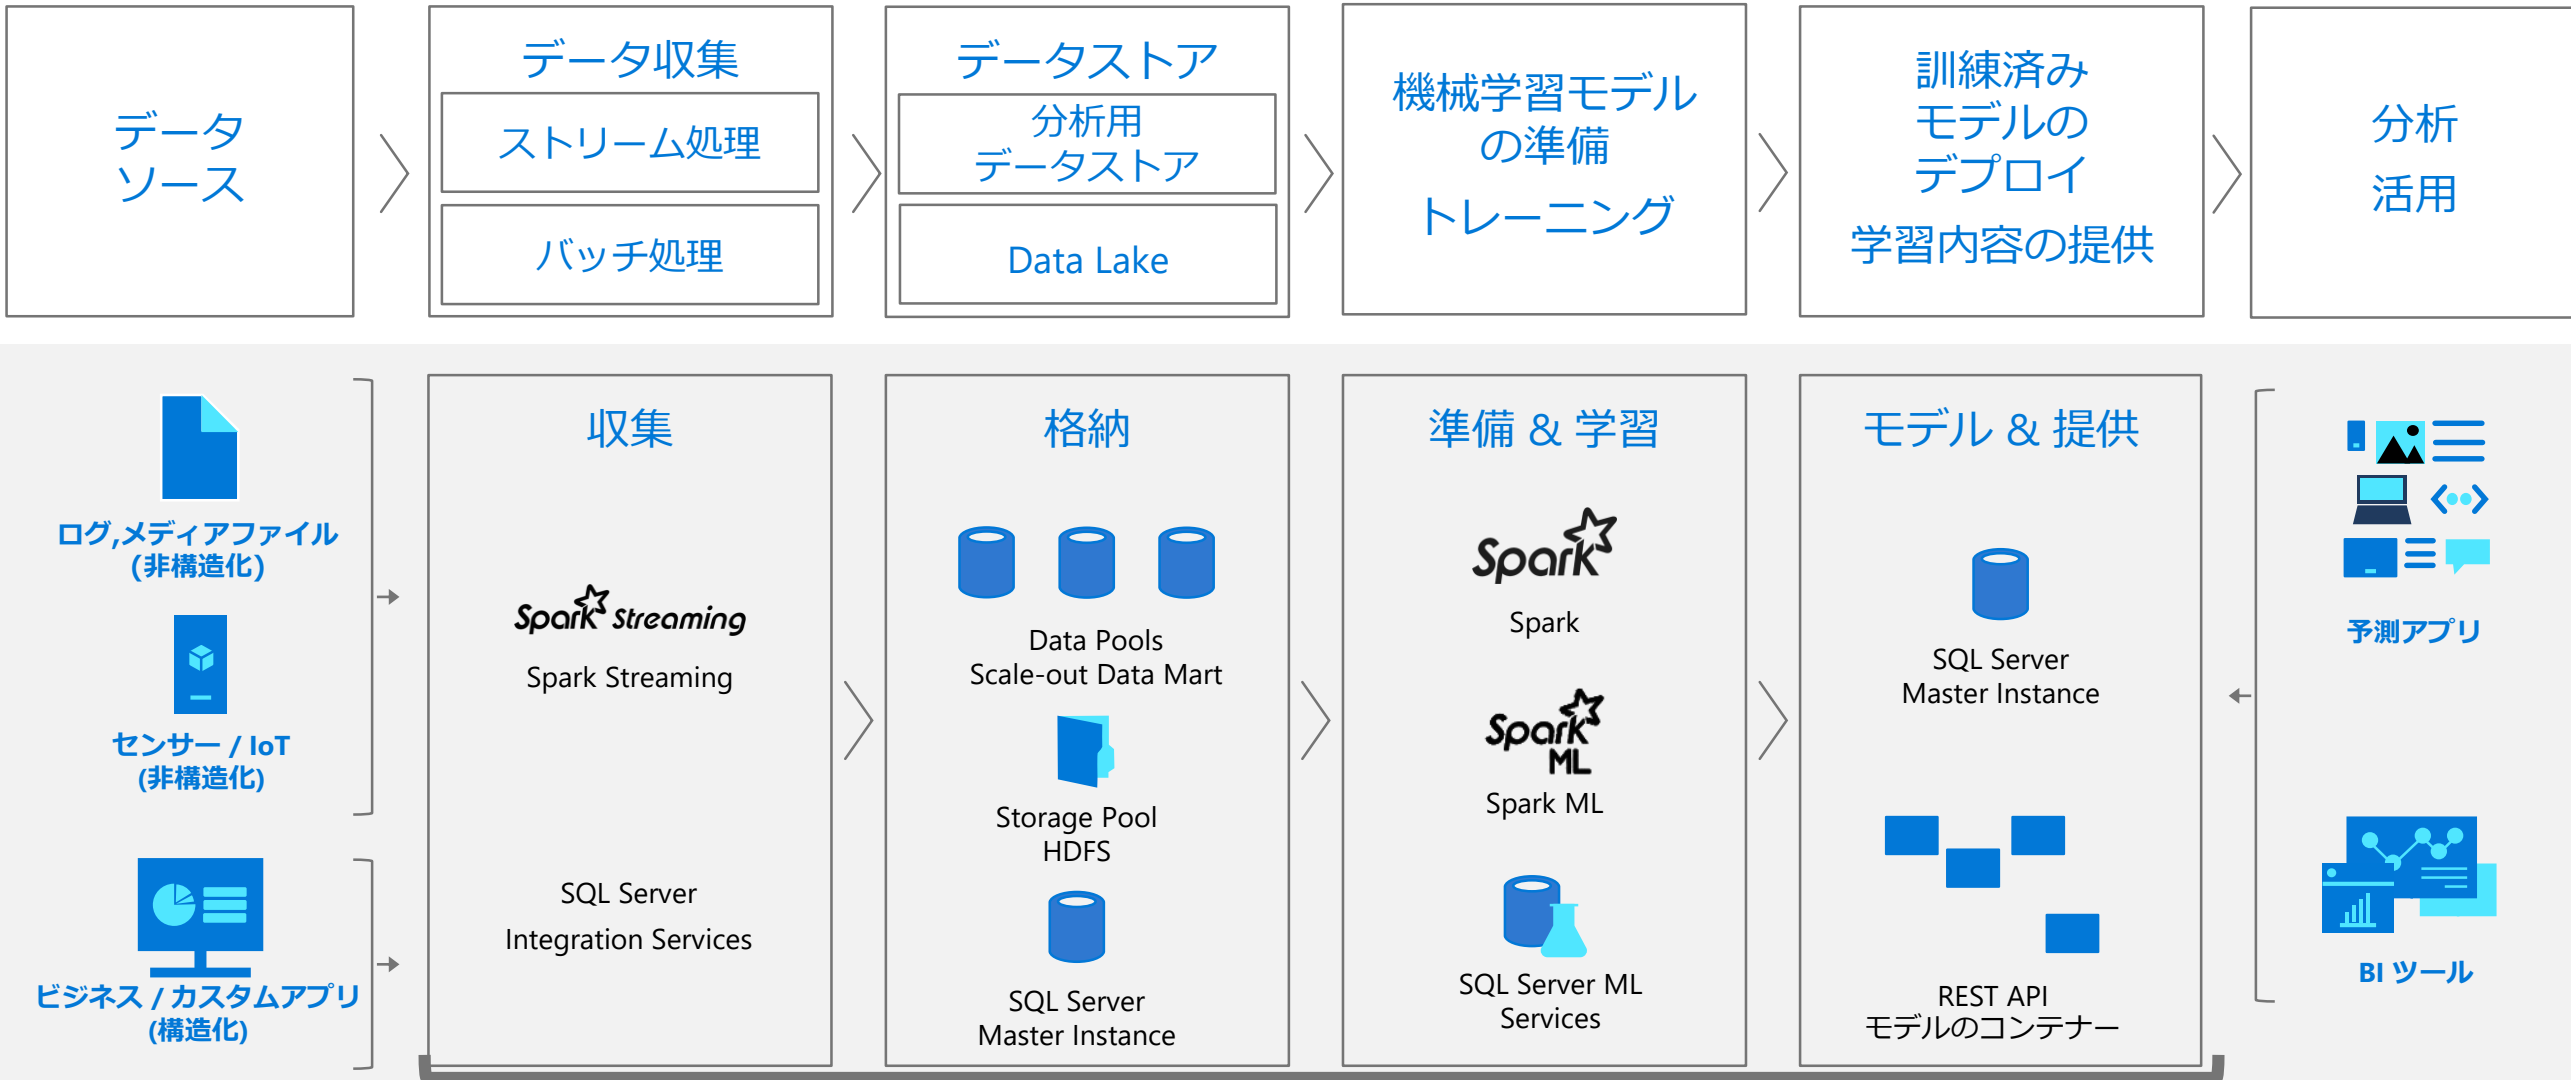 データ
ソース
データ収集
ストリーム処理
バッチ処理
データストア
分析用
データストア
Data Lake
機械学習モデル
の準備
トレーニング
訓練済み
モデルの
デプロイ
学習内容の提供
分析
活用
ログ,メディアファイル
(非構造化)
センサー / IoT
(非構造化)
ビジネス / カスタムアプリ
(構造化)
収集
Spark Streaming
Spark Streaming
SQL Server
Integration Services
格納
Data Pools
Scale-out Data Mart
Storage Pool
HDFS
SQL Server
Master Instance
準備 & 学習
Spark
Spark
Spark
ML
Spark ML
SQL Server ML
Services
モデル & 提供
SQL Server
Master Instance
REST API
モデルのコンテナー
予測アプリ
BI ツール